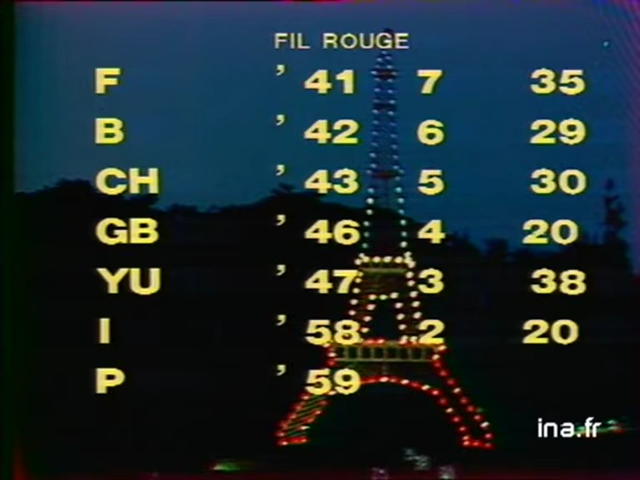 FIL ROUGE
F ' 41 7 35
B ' 42 6 29
CH ' 43 5 30
GB ' 46 4 20
YU ' 47 3 38
I ' 58 2 20
P ' 59
ina.fr